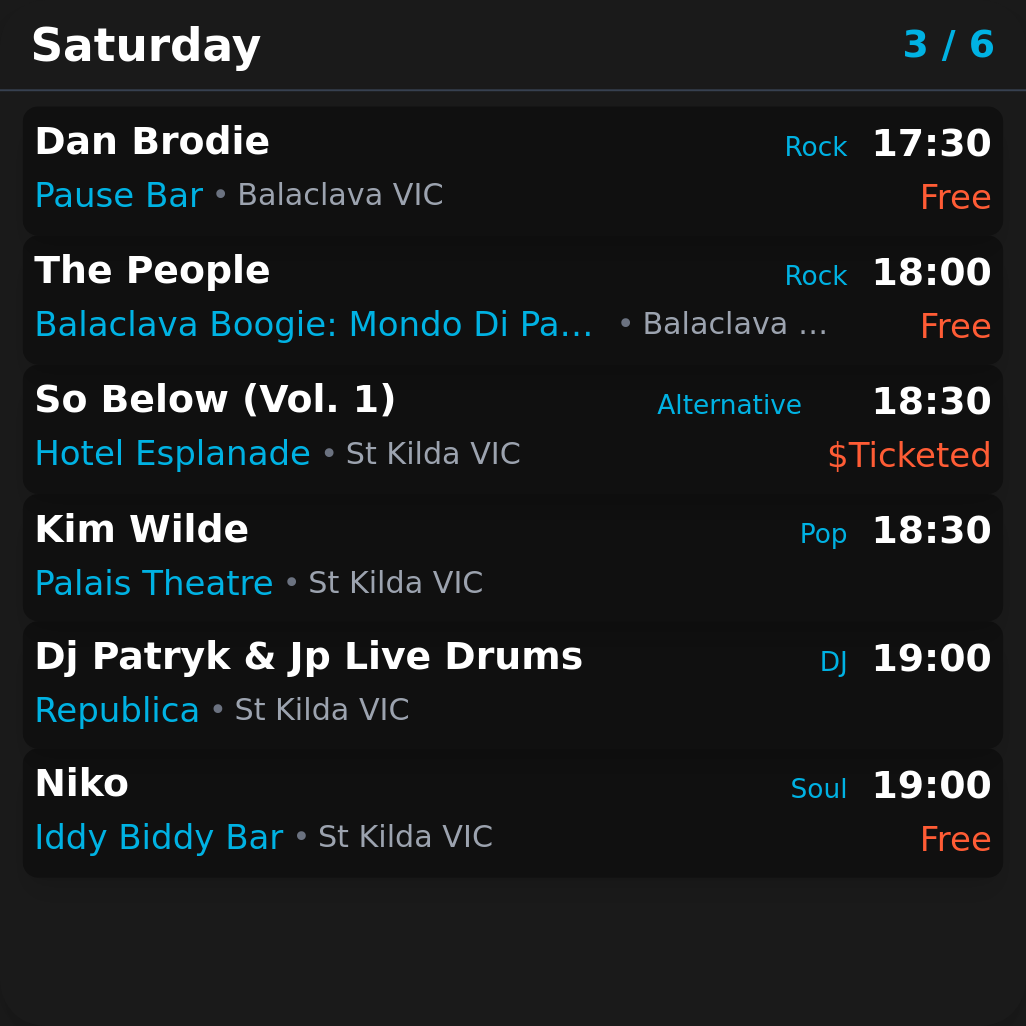 Saturday 3 / 6
Dan Brodie Rock 17:30
Pause Bar • Balaclava VIC Free
The People Rock 18:00
Balaclava Boogie: Mondo Di Pa... • Balaclava ... Free
So Below (Vol. 1) Alternative 18:30
Hotel Esplanade • St Kilda VIC $Ticketed
Kim Wilde Pop 18:30
Palais Theatre • St Kilda VIC
Dj Patryk & Jp Live Drums DJ 19:00
Republica • St Kilda VIC
Niko Soul 19:00
Iddy Biddy Bar • St Kilda VIC Free